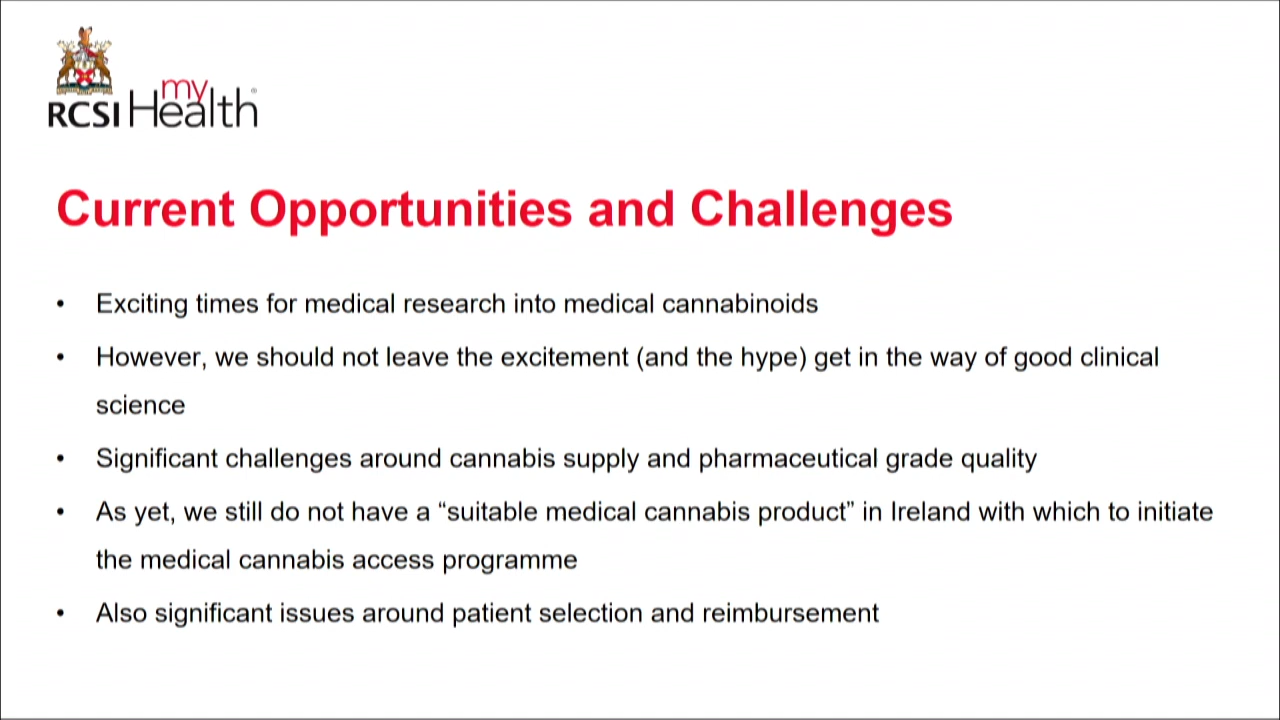 my
RCSI Health®
Current Opportunities and Challenges
• Exciting times for medical research into medical cannabinoids
• However, we should not leave the excitement (and the hype) get in the way of good clinical
science
• Significant challenges around cannabis supply and pharmaceutical grade quality
• As yet, we still do not have a “suitable medical cannabis product” in Ireland with which to initiate
the medical cannabis access programme
• Also significant issues around patient selection and reimbursement